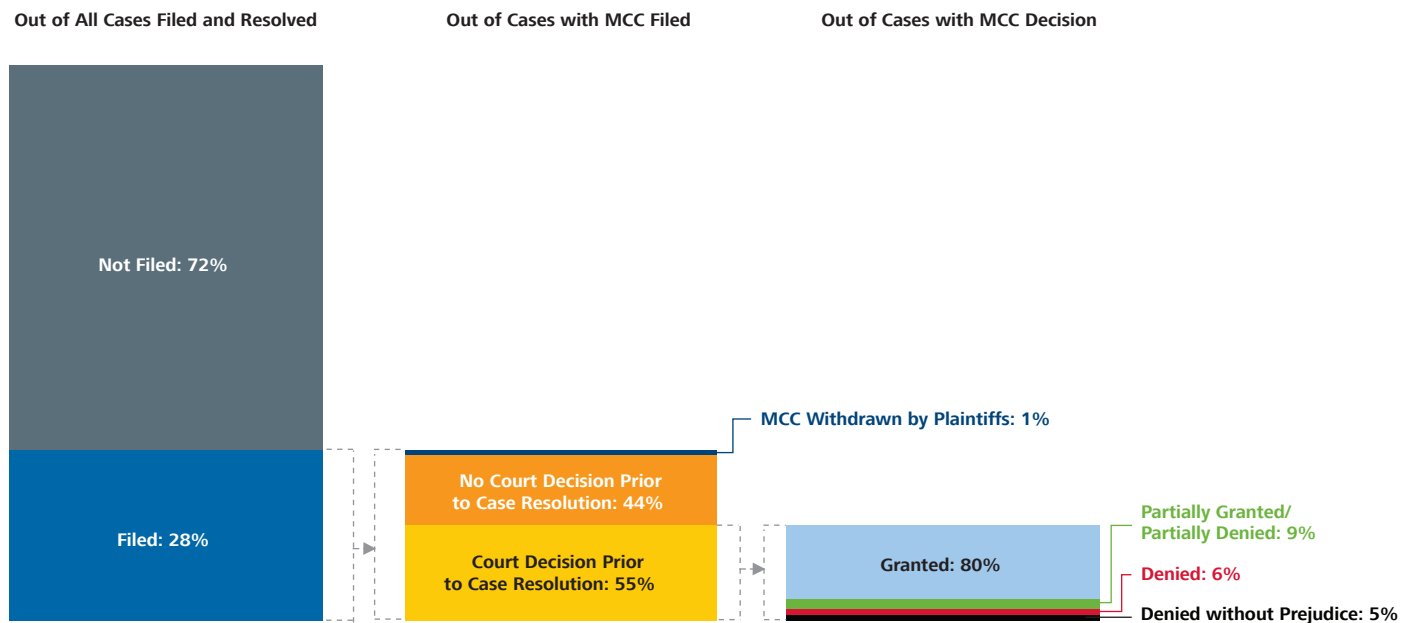 Out of All Cases Filed and Resolved
Out of Cases with MCC Filed
Out of Cases with MCC Decision
Not Filed: 72%
Filed: 28%
MCC Withdrawn by Plaintiffs: 1%
No Court Decision Prior
to Case Resolution: 44%
Court Decision Prior
to Case Resolution: 55%
Granted: 80%
Partially Granted/
Partially Denied: 9%
Denied: 6%
Denied without Prejudice: 5%